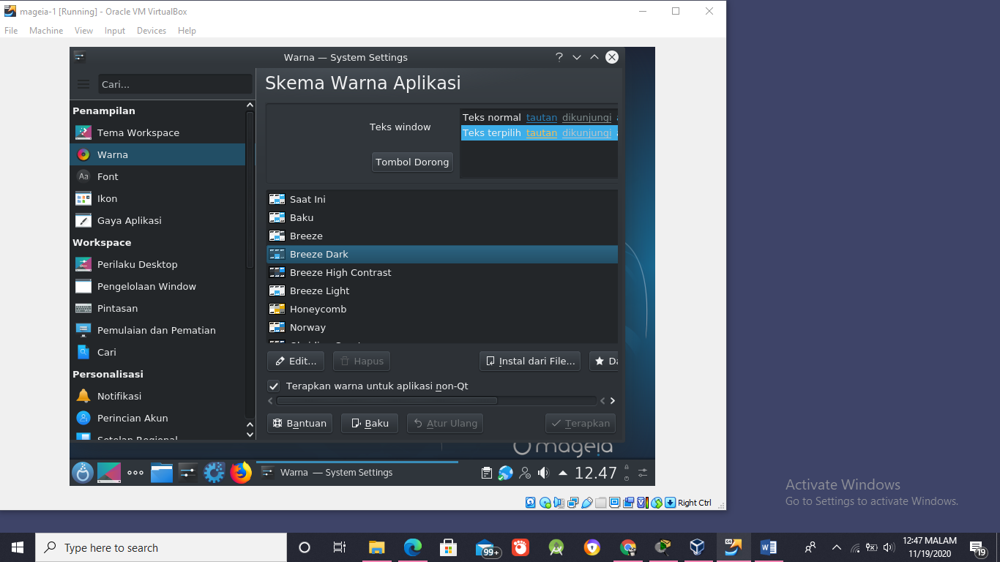 mageia-1 [Running] - Oracle VM VirtualBox
File Machine View Input Devices Help
Warna — System Settings
Cari...
Penampilan
Tema Workspace
Warna
Font
Ikon
Gaya Aplikasi
Workspace
Perilaku Desktop
Pengelolaan Window
Pintasan
Pemulaian dan Pematian
Cari
Personalisasi
Notifikasi
Perincian Akun
Setelan Regional
Skema Warna Aplikasi
Teks window
Tombol Dorong
Teks normal tautan dikunjungi
Teks terpilih tautan dikunjungi
Saat Ini
Baku
Breeze
Breeze Dark
Breeze High Contrast
Breeze Light
Honeycomb
Norway
Edit... Hapus Instal dari File...
Terapkan warna untuk aplikasi non-Qt
Bantuan Baku Atur Ulang Terapkan
mageia
Warna — System Settings
12.47
Right Ctrl
Activate Windows
Go to Settings to activate Windows.
Type here to search
99+
12:47 MALAM
11/19/2020
19